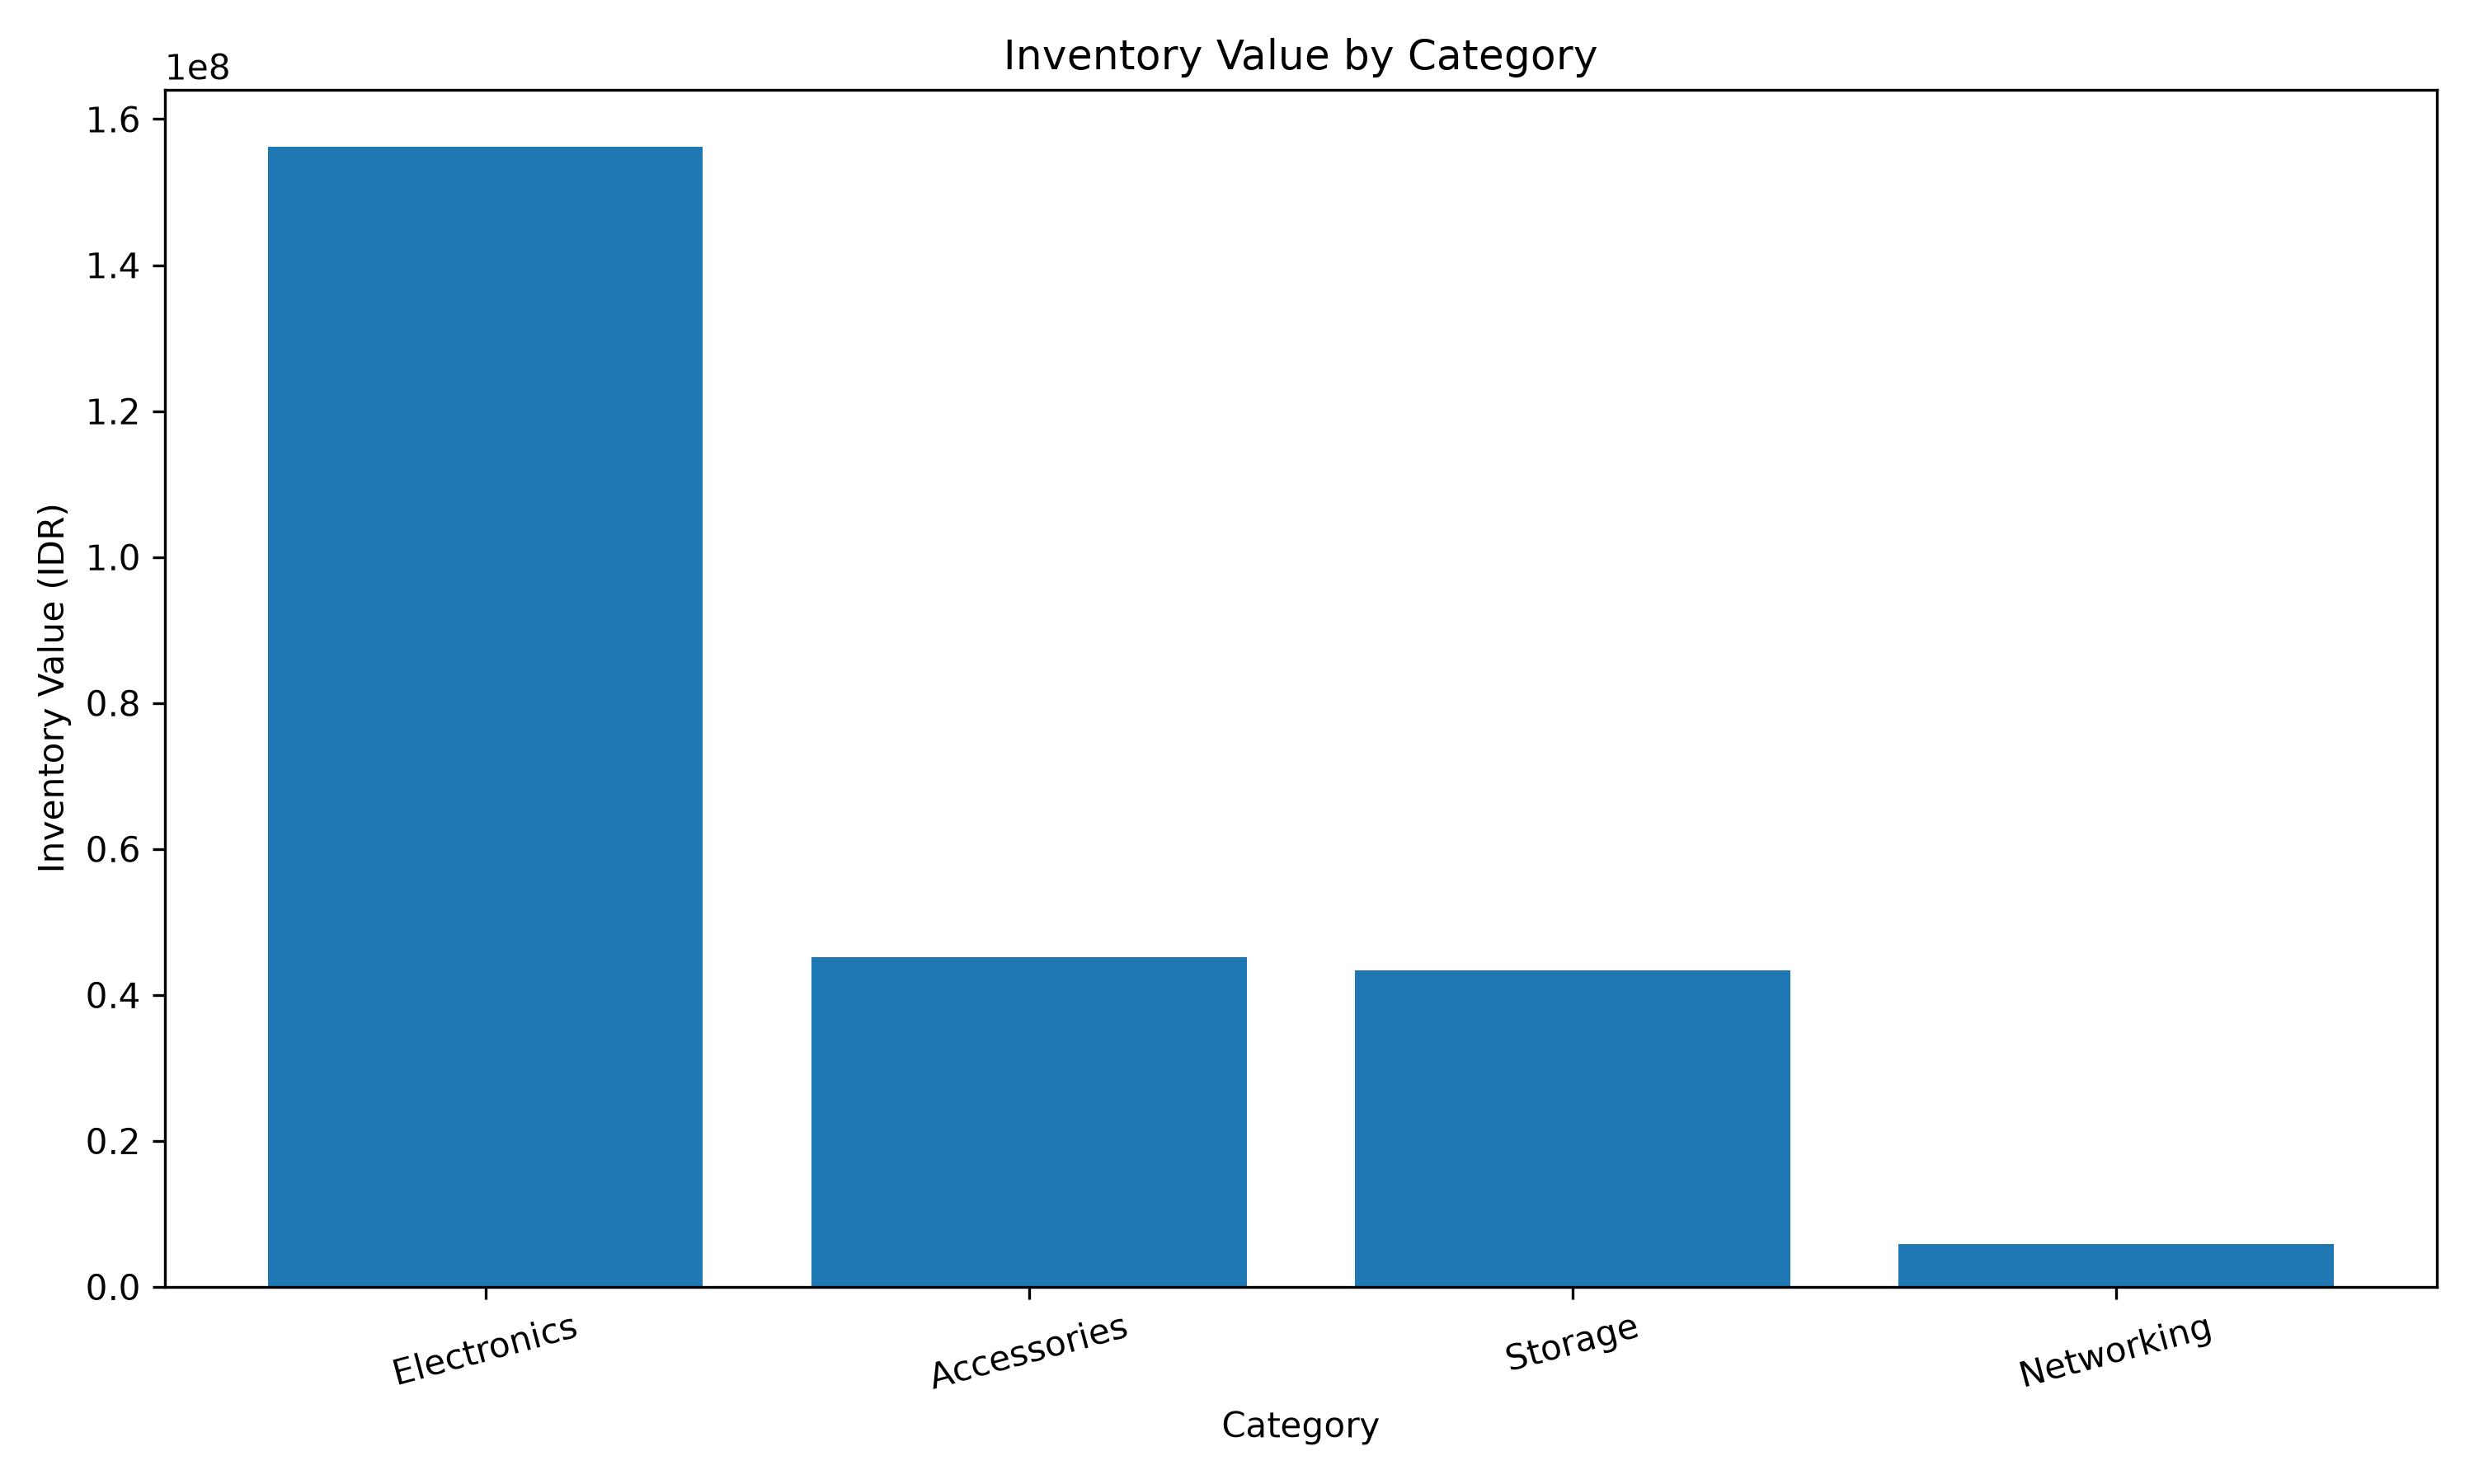 Inventory Value by Category
1e8
1.6
1.4
1.2
1.0
0.8
0.6
0.4
0.2
0.0
Inventory Value (IDR)
Electronics
Accessories
Storage
Networking
Category